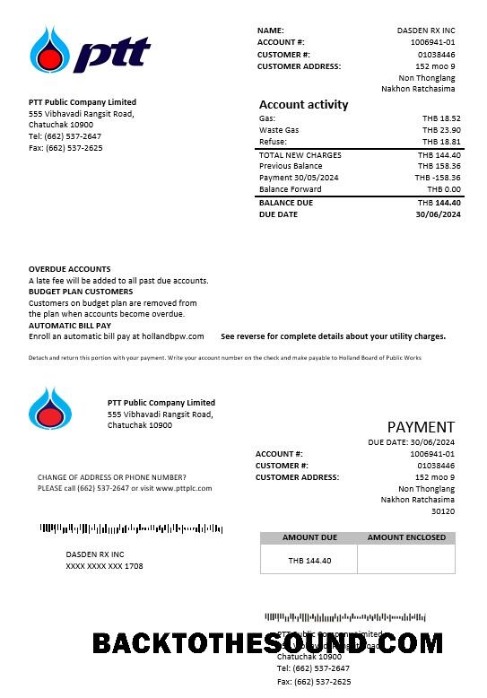 ptt
NAME: DASDEN RX INC
ACCOUNT #: 1006941-01
CUSTOMER #: 01038446
CUSTOMER ADDRESS: 152 moo 9
Non Thonglang
Nakhon Ratchasima
PTT Public Company Limited
555 Vibhavadi Rangsit Road,
Chatuchak 10900
Tel: (662) 537-2647
Fax: (662) 537-2625
Account activity
Gas: THB 18.52
Waste Gas THB 23.90
Refuse: THB 18.81
TOTAL NEW CHARGES THB 144.40
Previous Balance THB 158.36
Payment 30/05/2024 THB -158.36
Balance Forward THB 0.00
BALANCE DUE THB 144.40
DUE DATE 30/06/2024
OVERDUE ACCOUNTS
A late fee will be added to all past due accounts.
BUDGET PLAN CUSTOMERS
Customers on budget plan are removed from
the plan when accounts become overdue.
AUTOMATIC BILL PAY
Enroll an automatic bill pay at hollandbpw.com See reverse for complete details about your utility charges.
Detach and return this portion with your payment. Write your account number on the check and make payable to Holland Board of Public Works
PTT Public Company Limited
555 Vibhavadi Rangsit Road,
Chatuchak 10900
PAYMENT
DUE DATE: 30/06/2024
ACCOUNT #: 1006941-01
CUSTOMER #: 01038446
CUSTOMER ADDRESS: 152 moo 9
Non Thonglang
Nakhon Ratchasima
30120
CHANGE OF ADDRESS OR PHONE NUMBER?
PLEASE call (662) 537-2647 or visit www.pttplc.com
DASDEN RX INC
XXXX XXXX XXX 1708
AMOUNT DUE AMOUNT ENCLOSED
THB 144.40
PTT Public Company Limited
BACKTOTHESOUND.COM
555 Vibhavadi Rangsit Road,
Chatuchak 10900
Tel: (662) 537-2647
Fax: (662) 537-2625